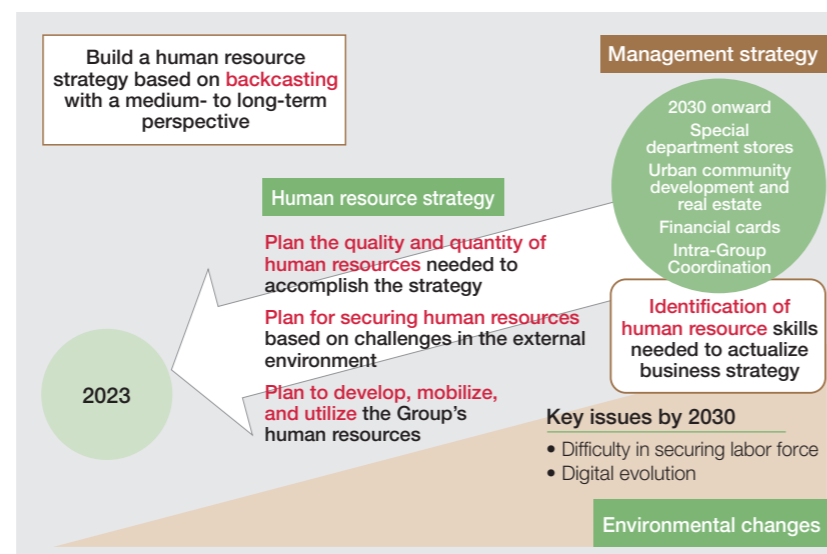 Build a human resource
strategy based on backcasting
with a medium- to long-term
perspective
Management strategy
2030 onward
Special
department stores
Urban community
development and
real estate
Financial cards
Intra-Group
Coordination
Human resource strategy
Plan the quality and quantity of
human resources needed to
accomplish the strategy
Plan for securing human resources
based on challenges in the external
environment
Plan to develop, mobilize,
and utilize the Group’s
human resources
Identification of
human resource skills
needed to actualize
business strategy
2023
Key issues by 2030
• Difficulty in securing labor force
• Digital evolution
Environmental changes